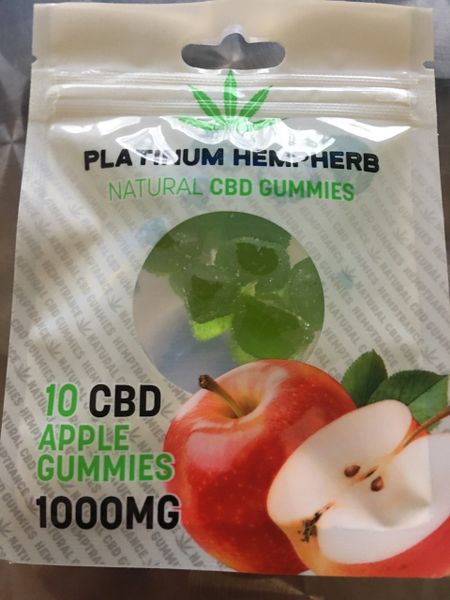 PLATINUM HEMPHERB
NATURAL CBD GUMMIES
10 CBD
APPLE
GUMMIES
1000MG